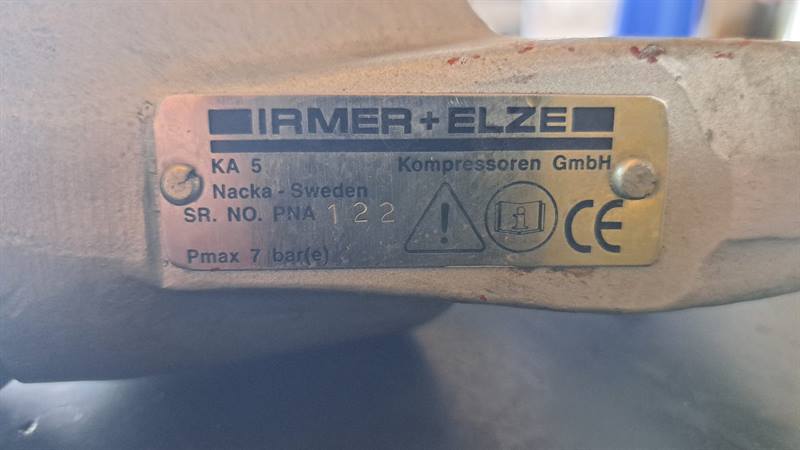 IRMER+ELZE
KA 5 Kompressoren GmbH
Nacka - Sweden
SR. NO. PNA 122
CE
Pmax 7 bar(e)